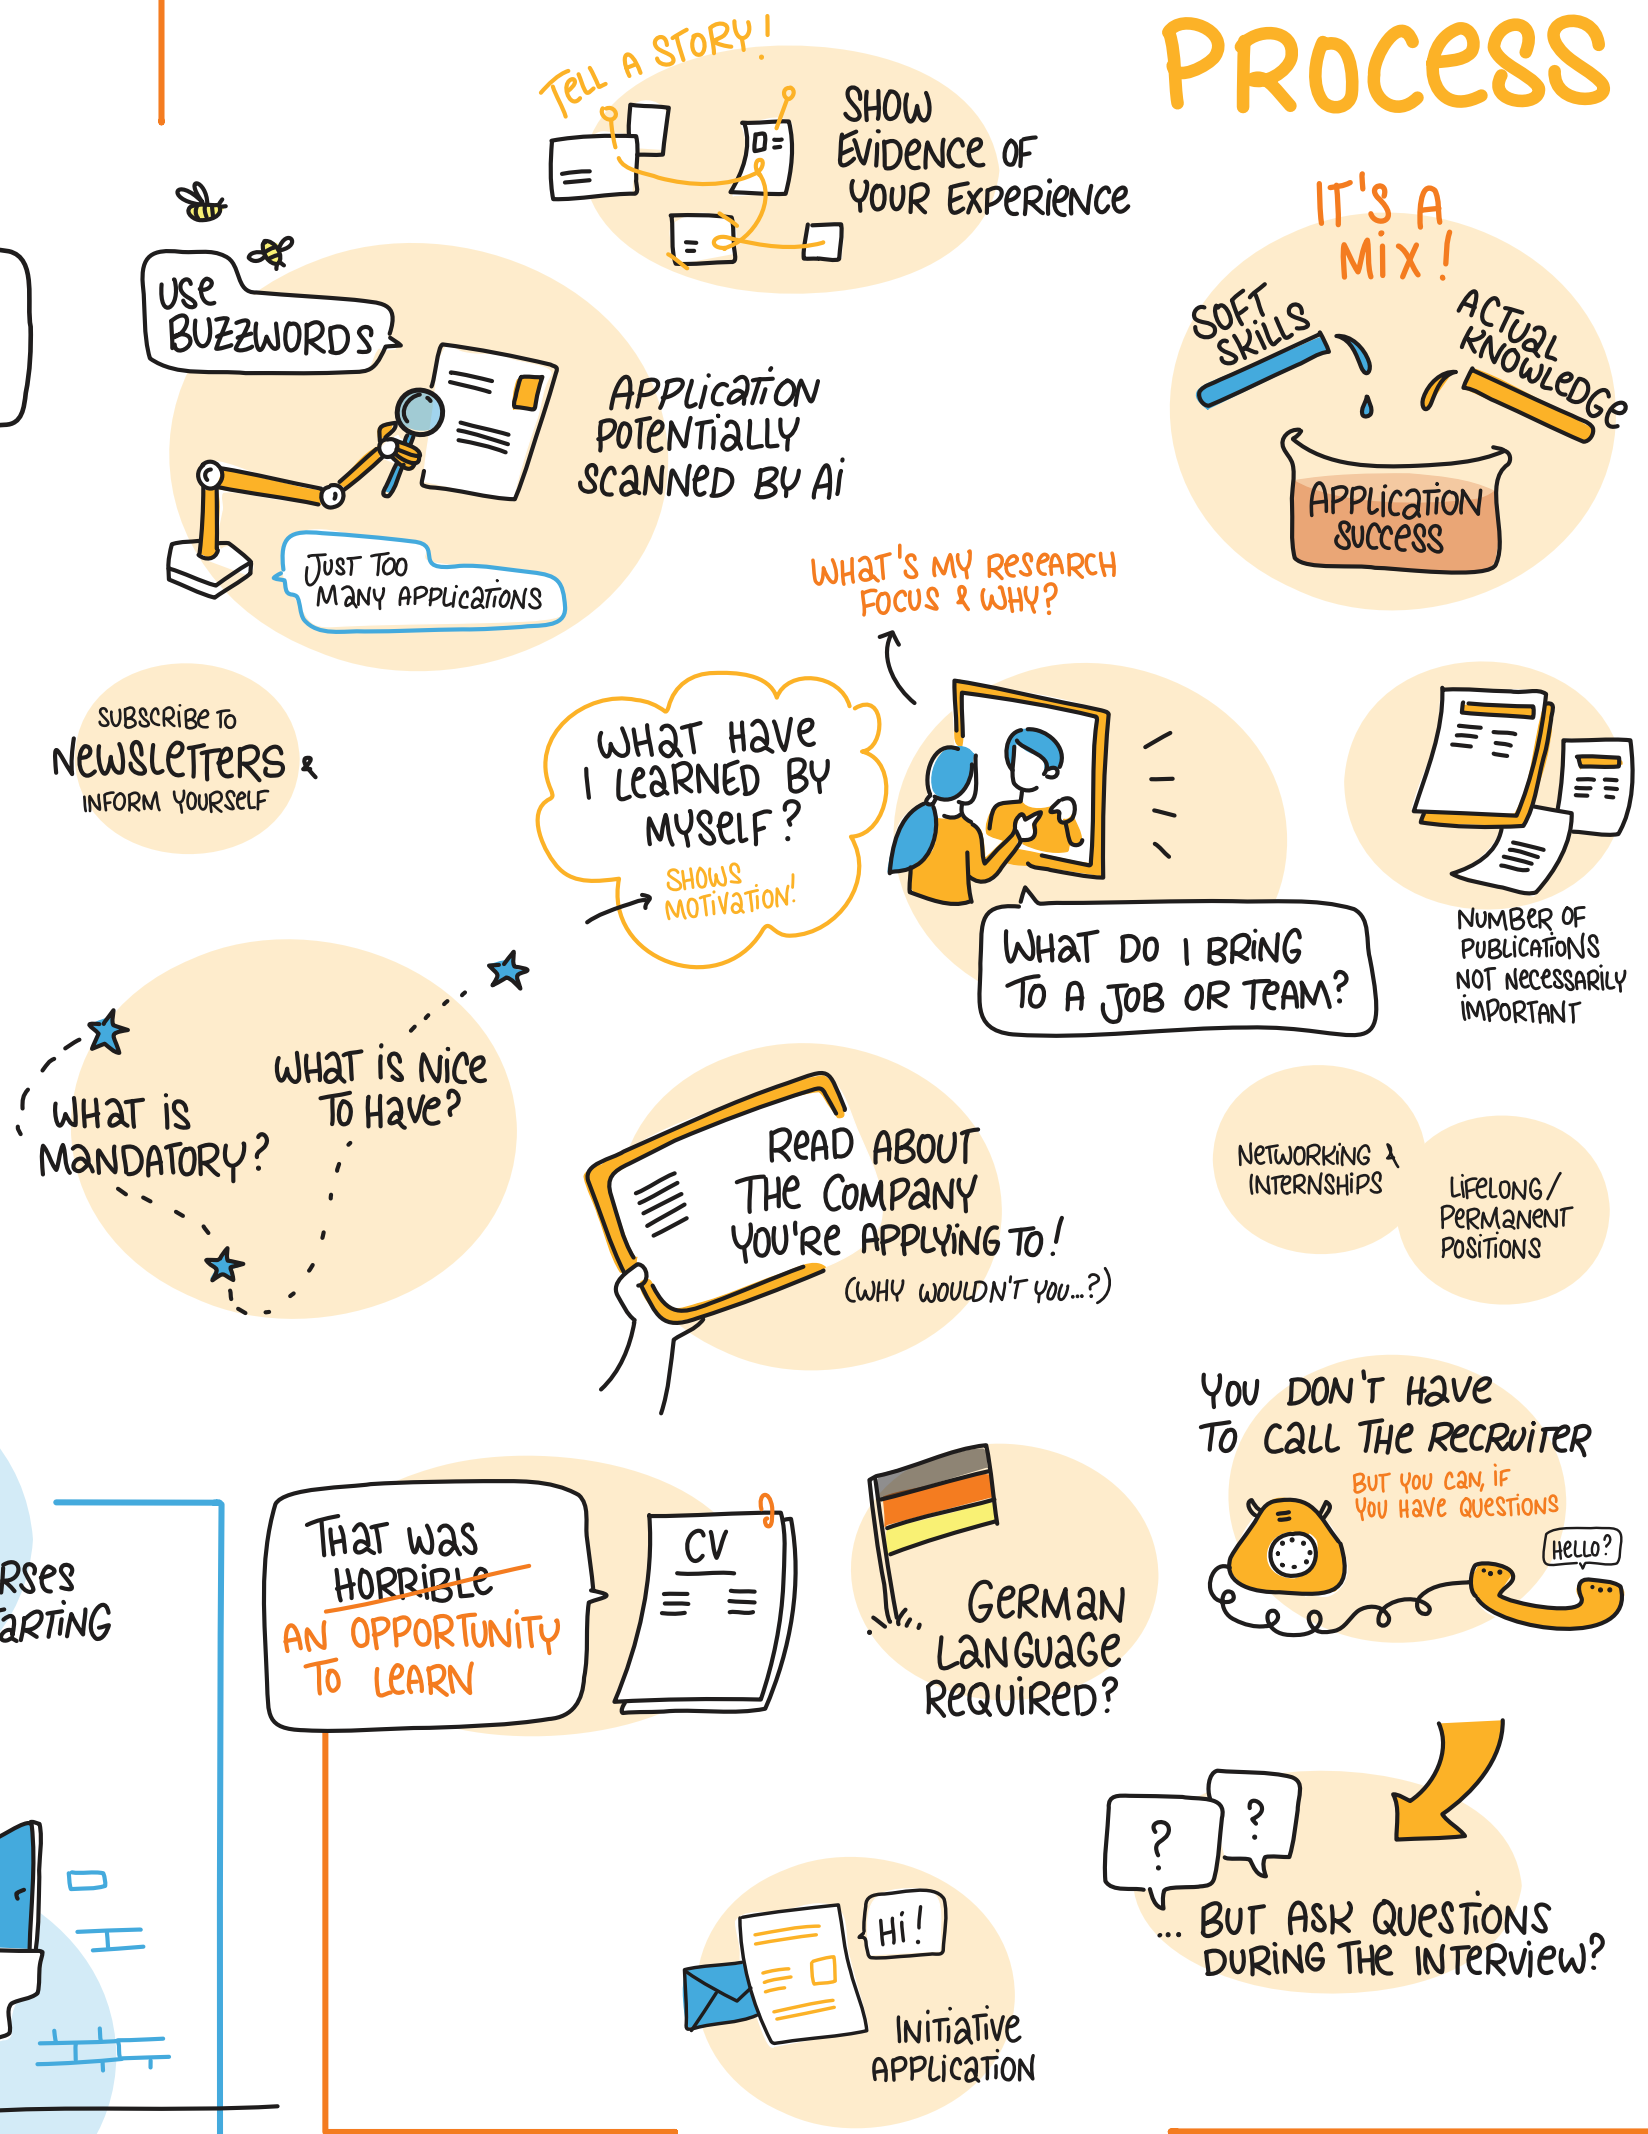 PROCESS
TELL A STORY!
SHOW
EVIDENCE OF
YOUR EXPERIENCE
IT'S A
MIX!
SOFT
SKILLS
ACTUAL
KNOWLEDGE
APPLICATION
SUCCESS
USE
BUZZWORDS
APPLICATION
POTENTIALLY
SCANNED BY AI
JUST TOO
MANY APPLICATIONS
WHAT'S MY RESEARCH
FOCUS & WHY?
SUBSCRIBE TO
NEWSLETTERS &
INFORM YOURSELF
WHAT HAVE
I LEARNED BY
MYSELF?
SHOWS
MOTIVATION!
WHAT DO I BRING
TO A JOB OR TEAM?
NUMBER OF
PUBLICATIONS
NOT NECESSARILY
IMPORTANT
WHAT IS
MANDATORY?
WHAT IS NICE
TO HAVE?
READ ABOUT
THE COMPANY
YOU'RE APPLYING TO!
(WHY WOULDN'T YOU...?)
NETWORKING &
INTERNSHIPS
LIFELONG/
PERMANENT
POSITIONS
YOU DON'T HAVE
TO CALL THE RECRUITER
BUT YOU CAN, IF
YOU HAVE QUESTIONS
HELLO?
RSES
ARTING
THAT WAS
HORRIBLE
AN OPPORTUNITY
TO LEARN
CV
GERMAN
LANGUAGE
REQUIRED?
?
?
... BUT ASK QUESTIONS
DURING THE INTERVIEW?
HI!
INITIATIVE
APPLICATION